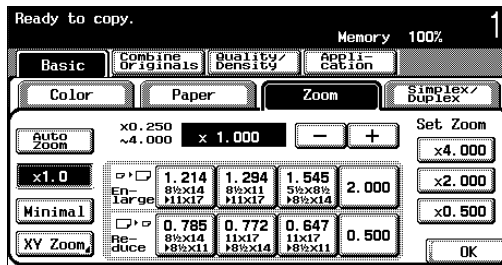 Ready to copy.
1
Memory 100%
Basic
Combine Originals
Quality/ Density
Appli- cation
Color
Paper
Zoom
Simplex/ Duplex
Auto Zoom
x0.250 ~4.000
x 1.000
− +
Set Zoom
x4.000
x1.0
En- large
1.214 8½x14 ▸11x17
1.294 8½x11 ▸11x17
1.545 5½x8½ ▸8½x14
2.000
x2.000
Minimal
x0.500
XY Zoom
Re- duce
0.785 8½x14 ▸8½x11
0.772 11x17 ▸8½x14
0.647 11x17 ▸8½x11
0.500
OK